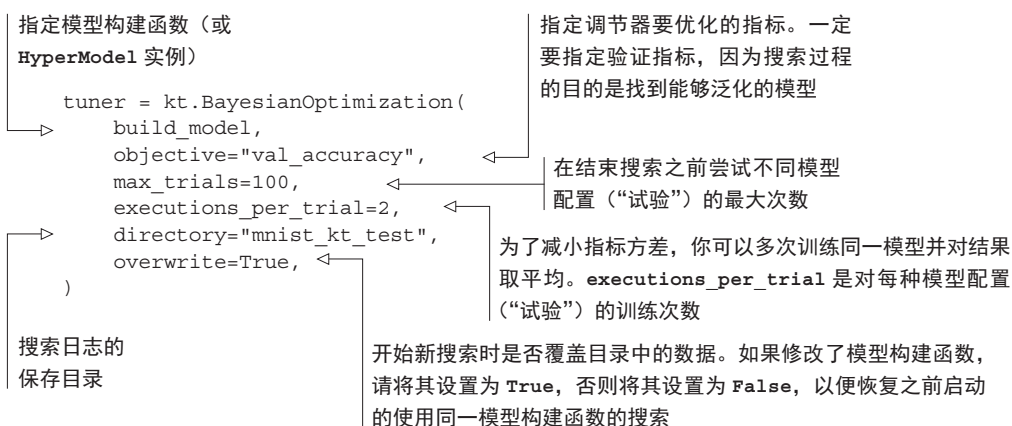 指定模型构建函数（或
HyperModel 实例）
指定调节器要优化的指标。一定
要指定验证指标，因为搜索过程
的目的是找到能够泛化的模型
tuner = kt.BayesianOptimization(
    build_model,
    objective="val_accuracy",
    max_trials=100,
    executions_per_trial=2,
    directory="mnist_kt_test",
    overwrite=True,
)
在结束搜索之前尝试不同模型
配置（“试验”）的最大次数
为了减小指标方差，你可以多次训练同一模型并对结果
取平均。executions_per_trial 是对每种模型配置
（“试验”）的训练次数
搜索日志的
保存目录
开始新搜索时是否覆盖目录中的数据。如果修改了模型构建函数，
请将其设置为 True，否则将其设置为 False，以便恢复之前启动
的使用同一模型构建函数的搜索